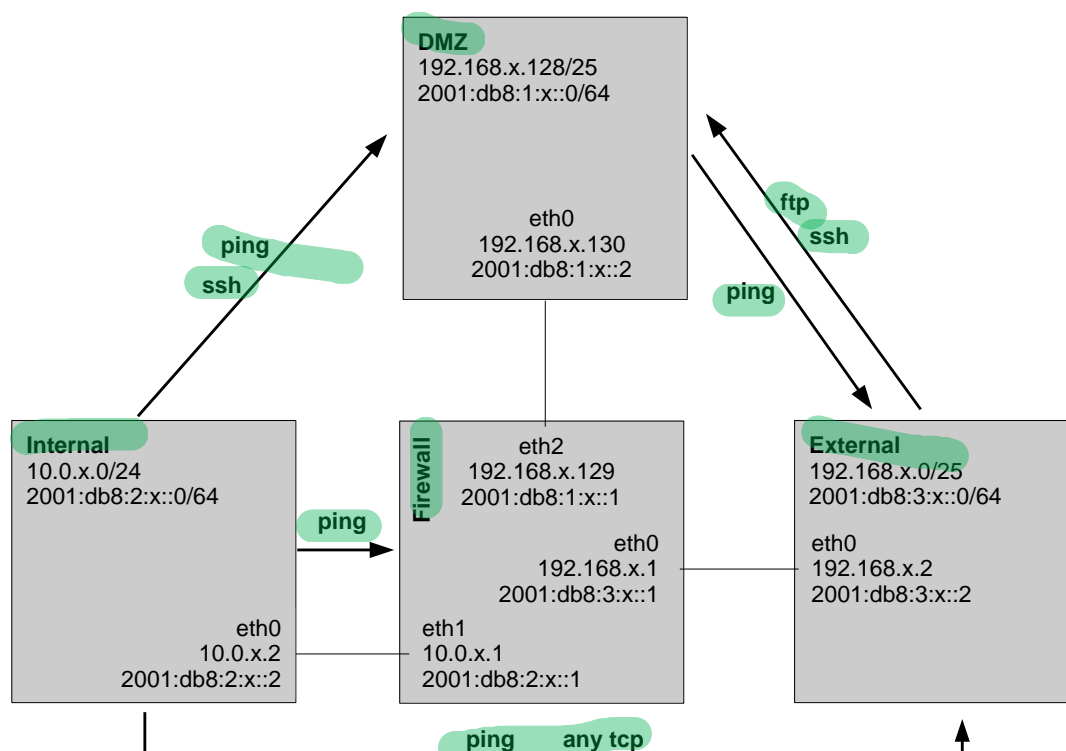 DMZ
192.168.x.128/25
2001:db8:1:x::0/64
eth0
192.168.x.130
2001:db8:1:x::2
ping
ssh
ftp
ssh
ping
Internal
10.0.x.0/24
2001:db8:2:x::0/64
eth0
10.0.x.2
2001:db8:2:x::2
ping
Firewall
eth2
192.168.x.129
2001:db8:1:x::1
eth0
192.168.x.1
2001:db8:3:x::1
eth1
10.0.x.1
2001:db8:2:x::1
External
192.168.x.0/25
2001:db8:3:x::0/64
eth0
192.168.x.2
2001:db8:3:x::2
ping any tcp